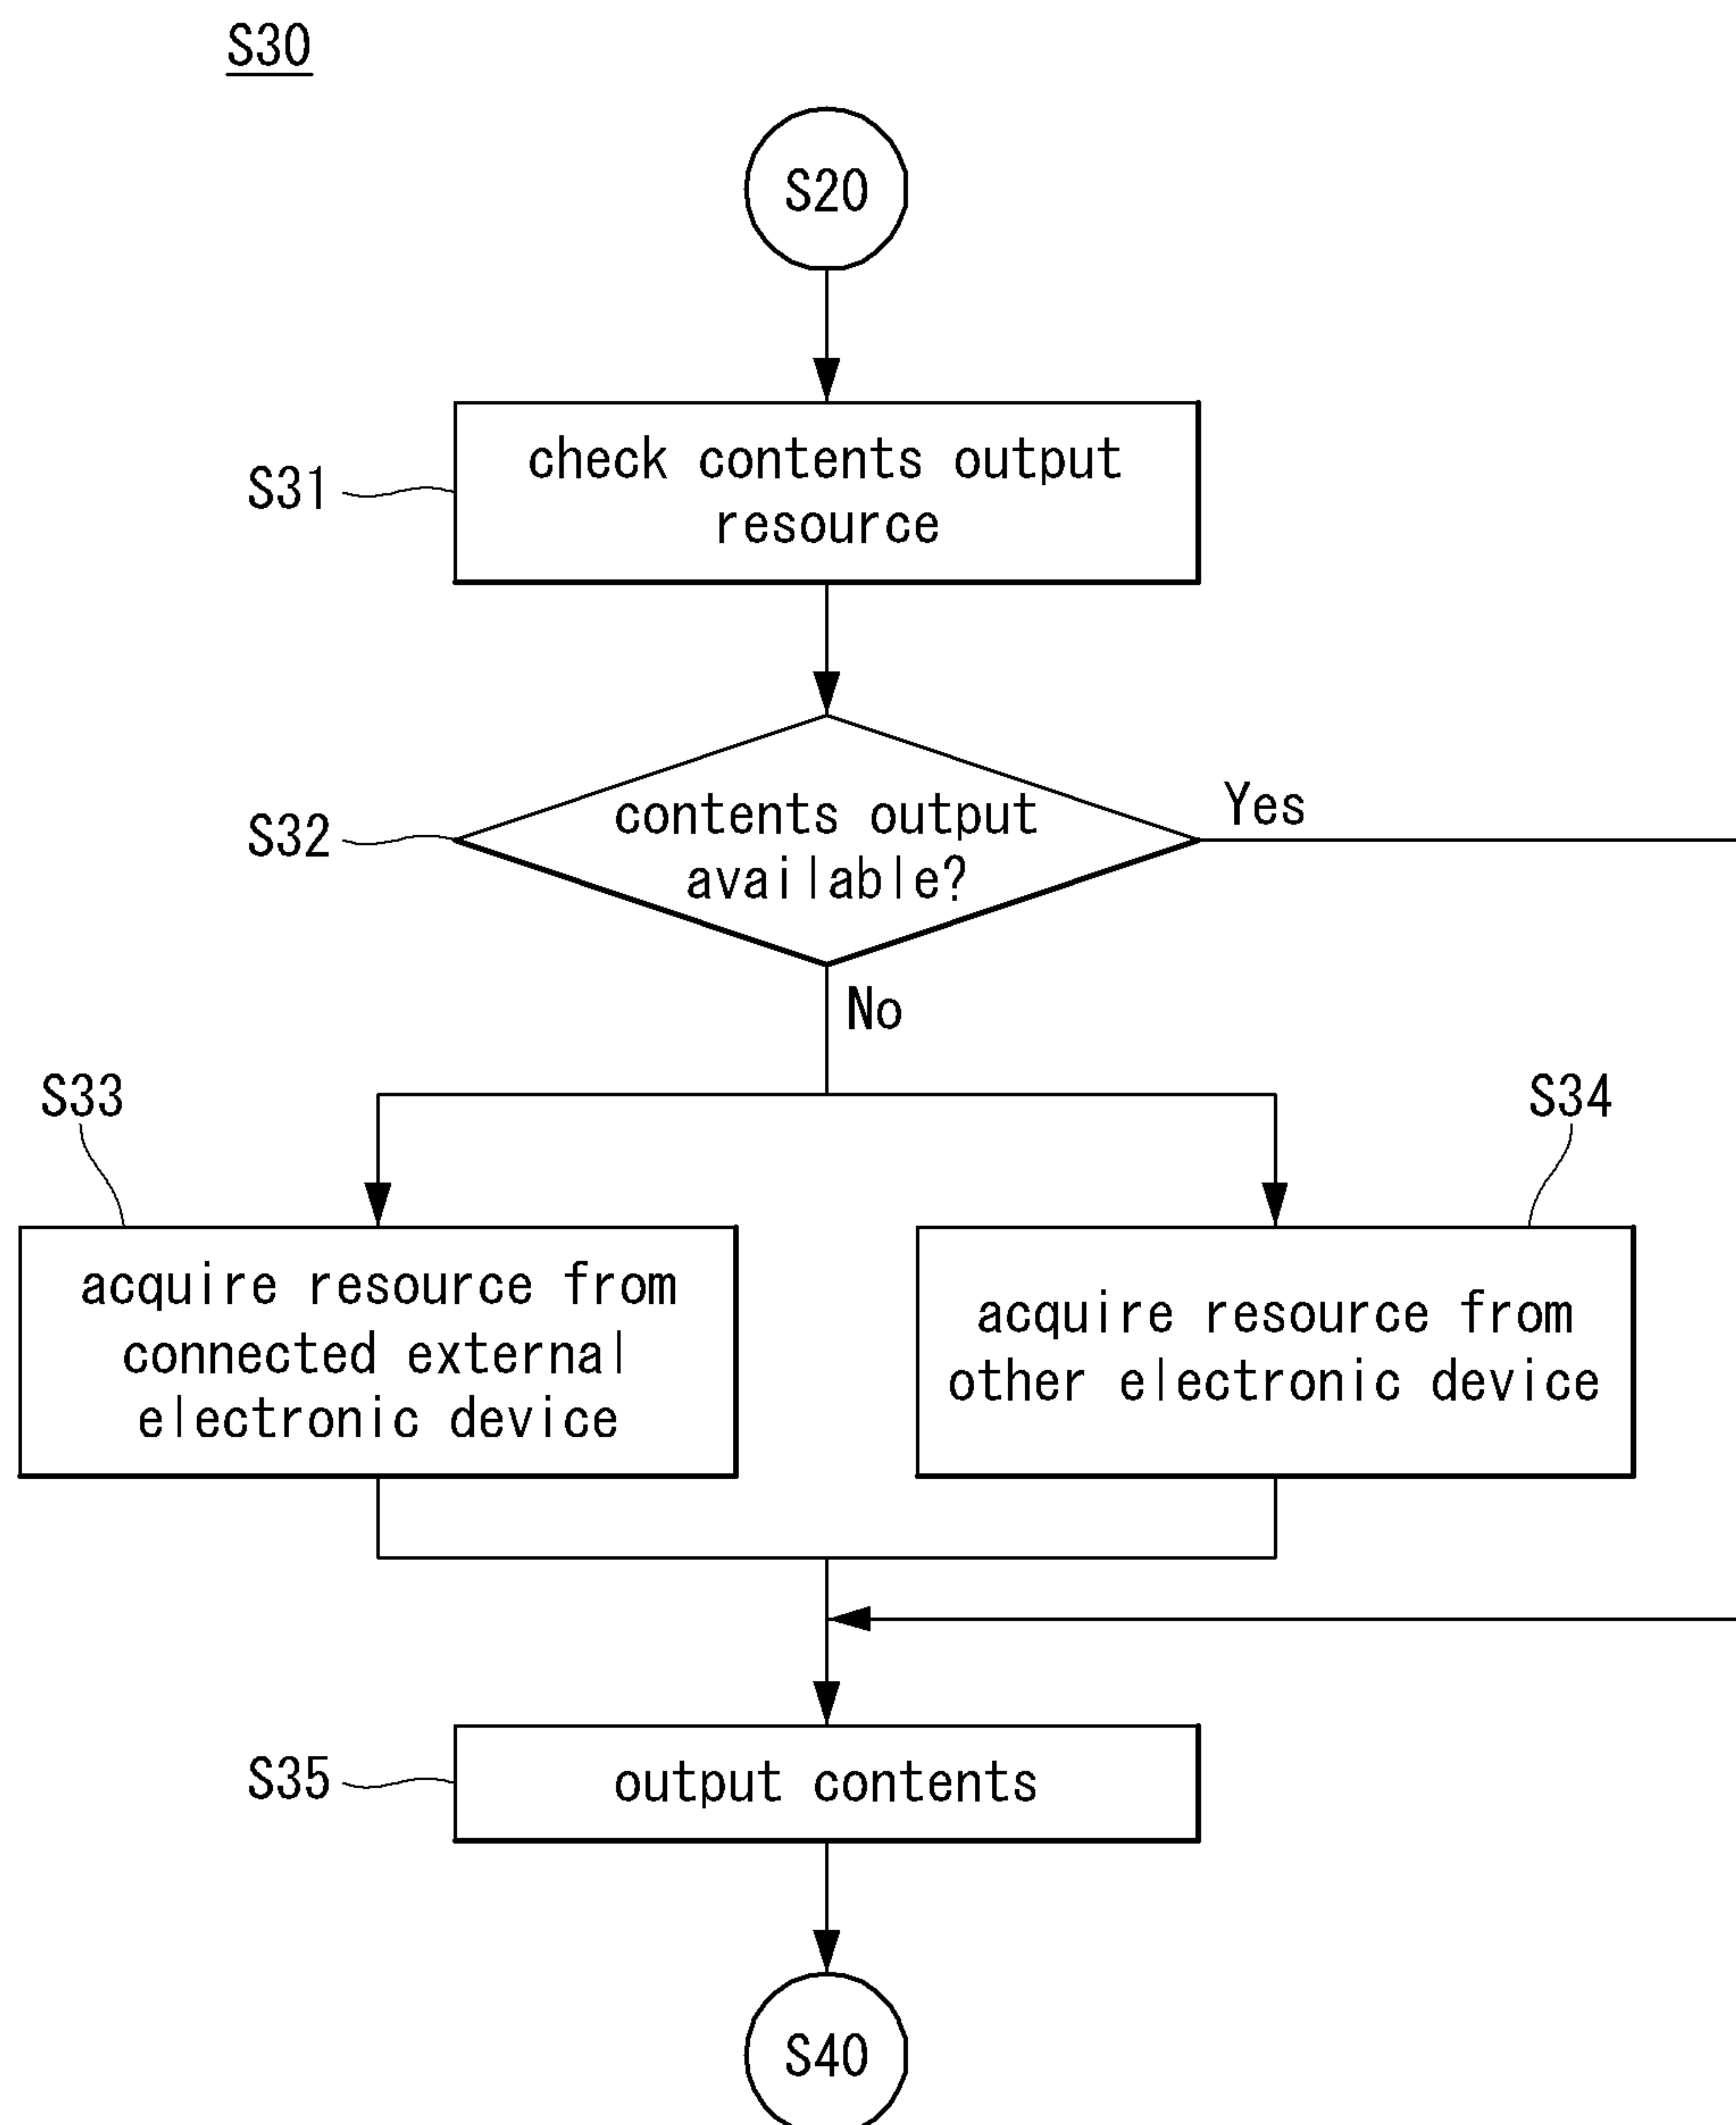 S30
S20
S31
check contents output
resource
S32
contents output
available?
Yes
No
S33
S34
acquire resource from
connected external
electronic device
acquire resource from
other electronic device
S35
output contents
S40